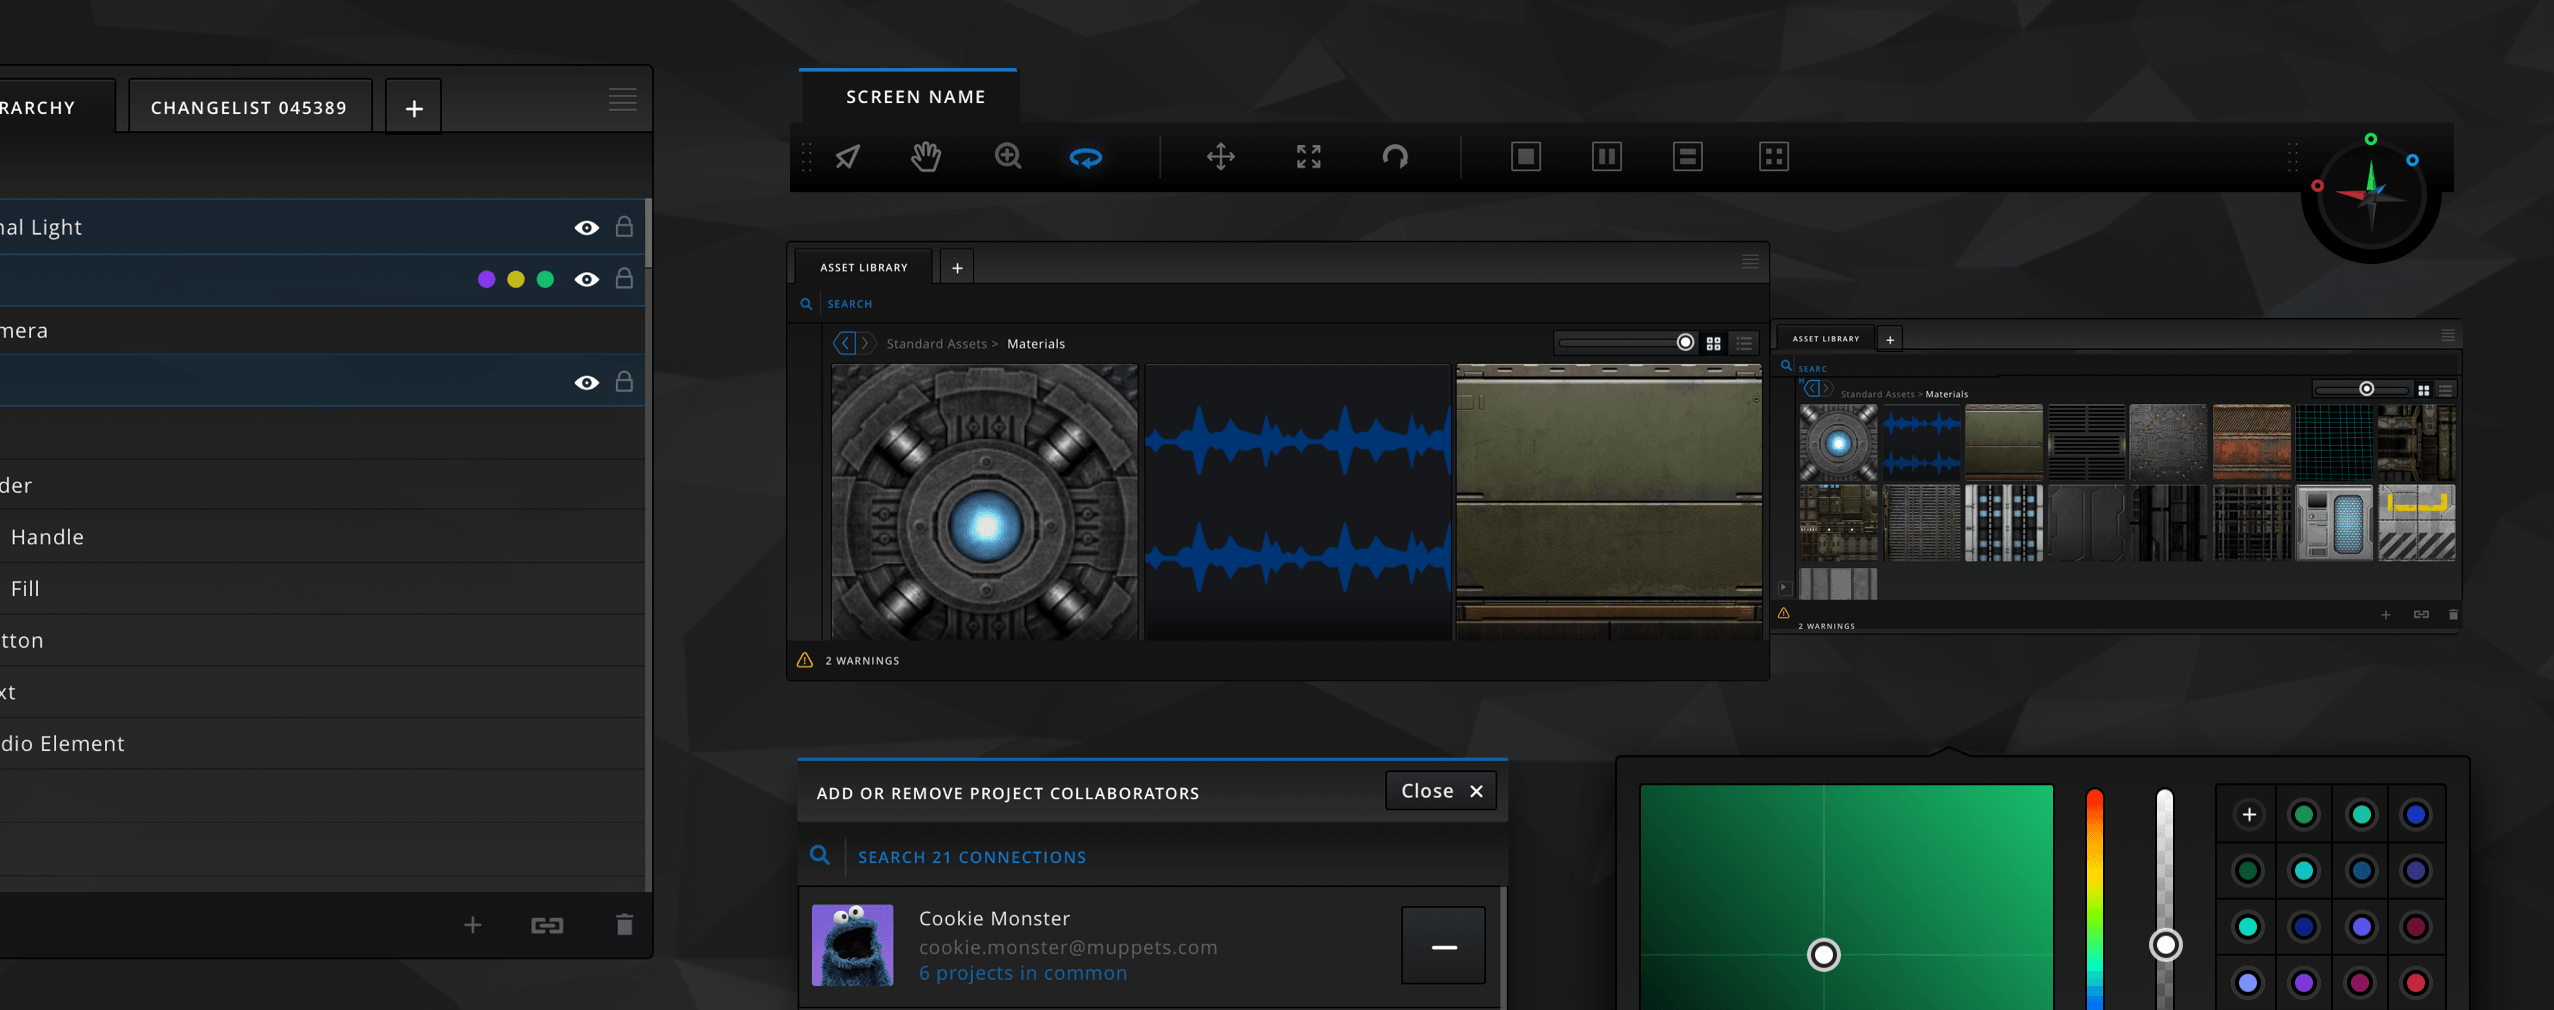 RARCHY
CHANGELIST 045389
+
nal Light
mera
der
Handle
Fill
tton
xt
dio Element
SCREEN NAME
ASSET LIBRARY
+
SEARCH
Standard Assets > Materials
2 WARNINGS
ASSET LIBRARY
+
SEARC
H
Standard Assets > Materials
2 WARNINGS
ADD OR REMOVE PROJECT COLLABORATORS
Close ×
SEARCH 21 CONNECTIONS
Cookie Monster
cookie.monster@muppets.com
6 projects in common